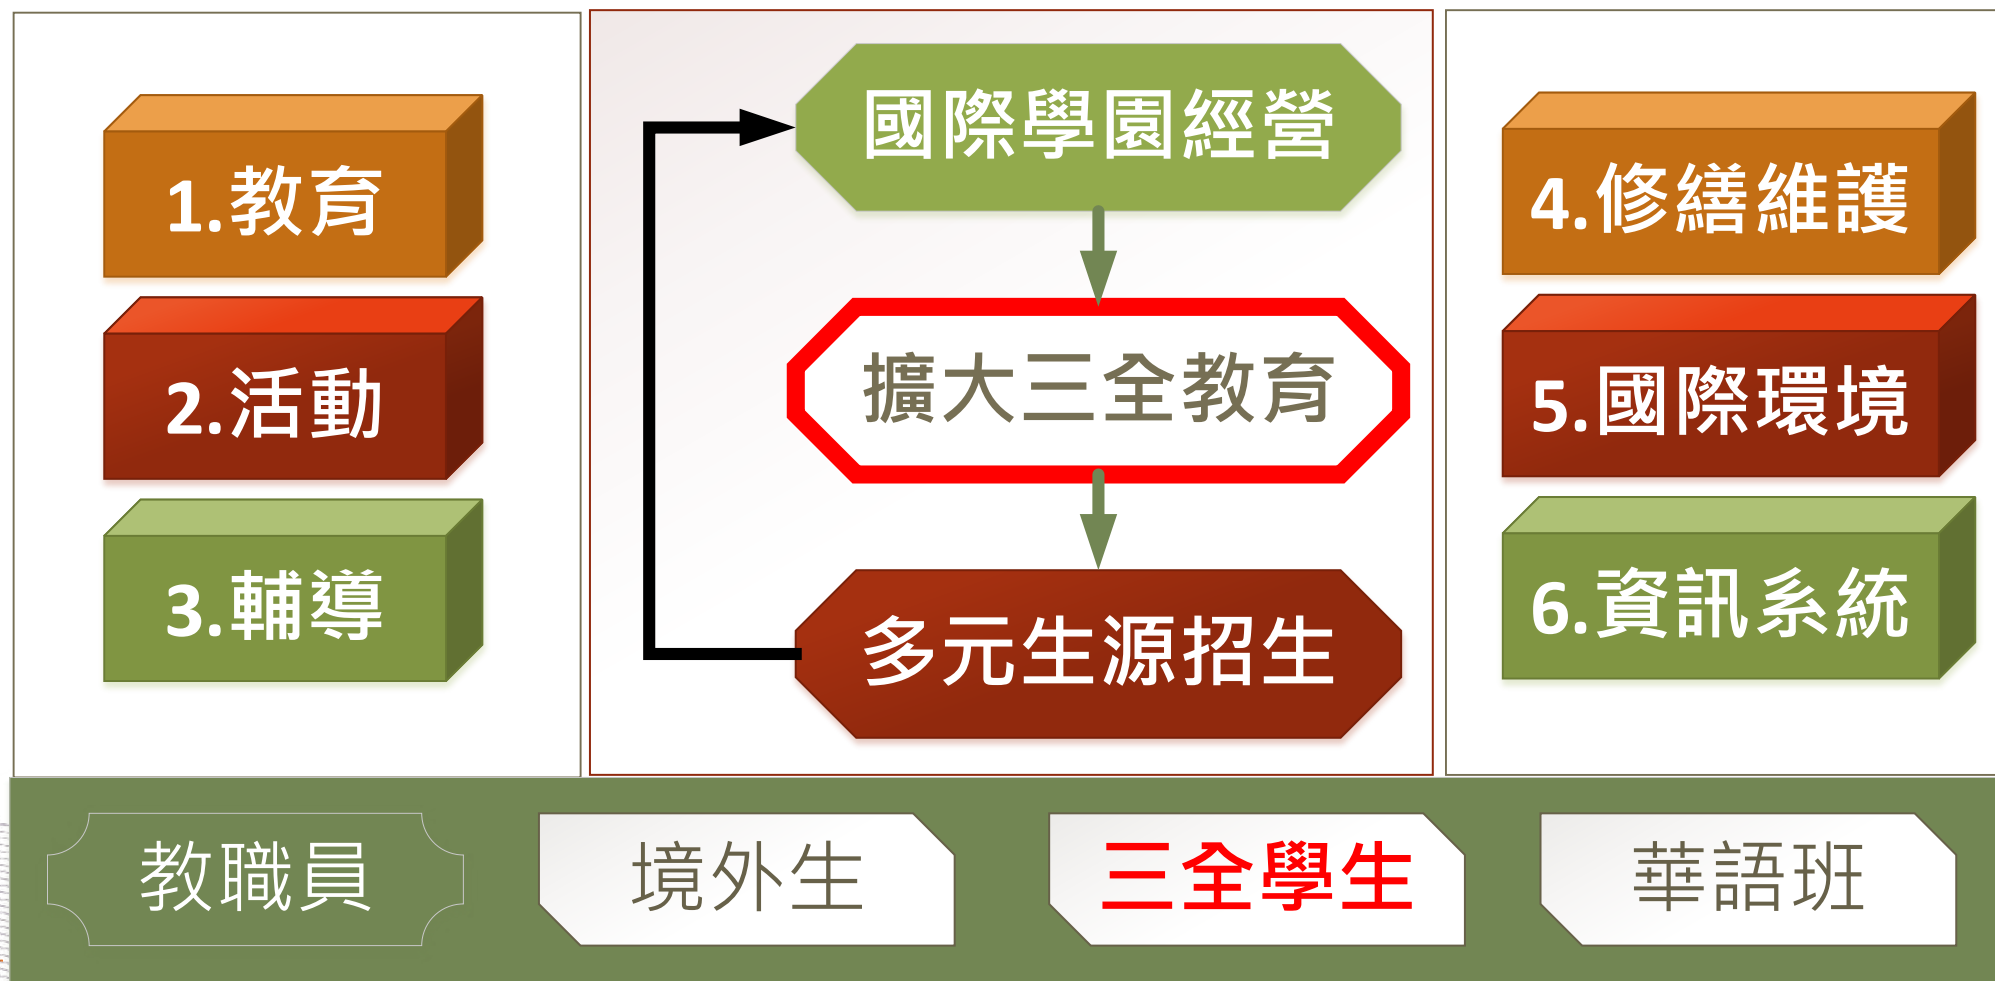 1.教育
2.活動
3.輔導
國際學園經營
擴大三全教育
多元生源招生
4.修繕維護
5.國際環境
6.資訊系統
教職員
境外生
三全學生
華語班